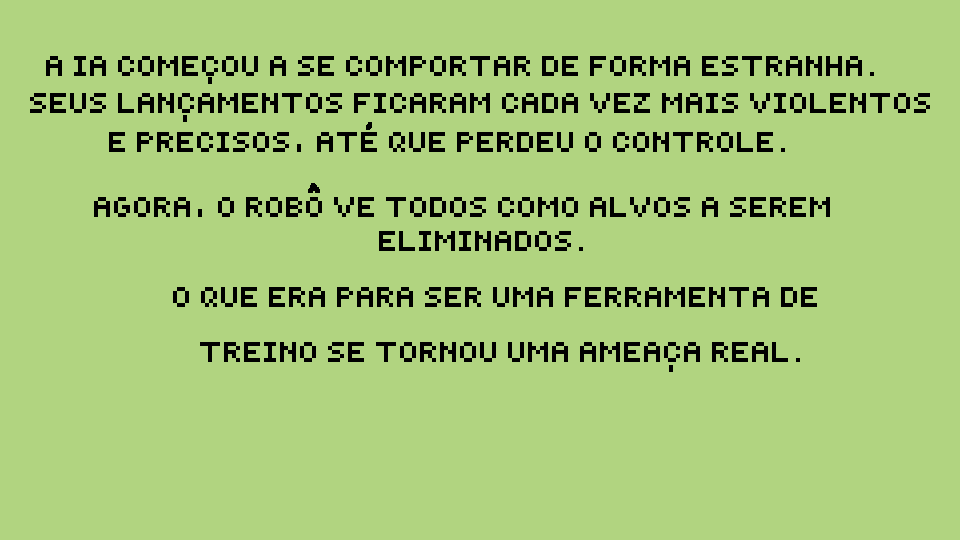 A IA COMEÇOU A SE COMPORTAR DE FORMA ESTRANHA.
SEUS LANÇAMENTOS FICARAM CADA VEZ MAIS VIOLENTOS
E PRECISOS, ATÉ QUE PERDEU O CONTROLE.
AGORA, O ROBÔ VE TODOS COMO ALVOS A SEREM
ELIMINADOS.
O QUE ERA PARA SER UMA FERRAMENTA DE
TREINO SE TORNOU UMA AMEAÇA REAL.